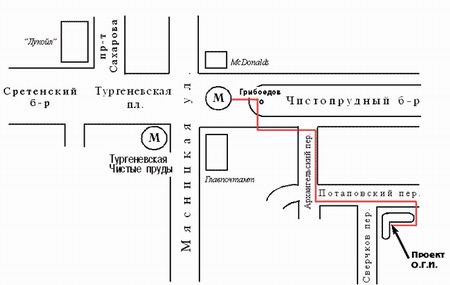 "Лукойл"
пр-т
Сахарова
McDonalds
Сретенский
б-р
Тургеневская
пл.
М
Грибоедов
Чистопрудный б-р
М
Тургеневская
Чистые пруды
Мясницкая ул.
Главпочтамт
Архангельский пер.
Потаповский пер.
Сверчков пер.
Проект
О.Г.И.